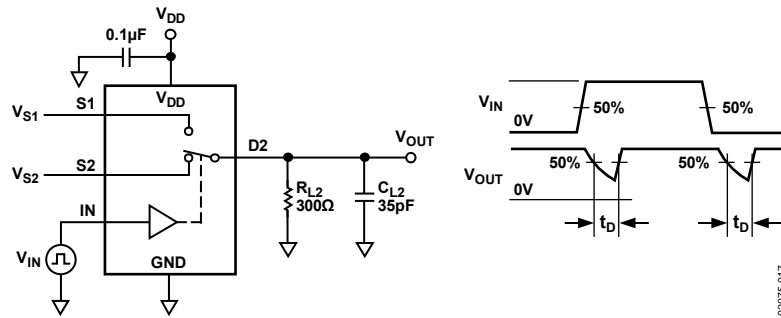 VDD
0.1µF
VDD
VS1
S1
VS2
S2
D2
VOUT
RL2
300Ω
CL2
35pF
IN
VIN
GND
VIN
50%
50%
0V
VOUT
50%
50%
0V
tD
tD